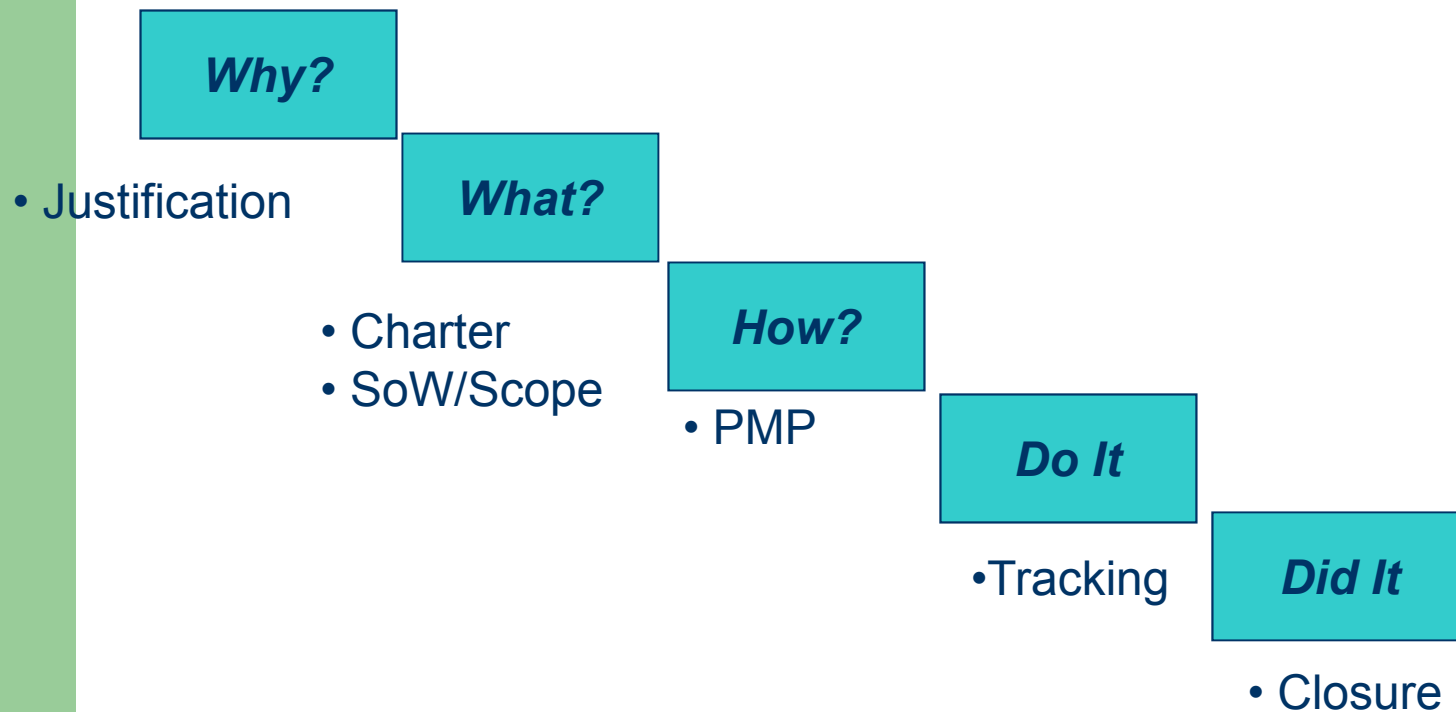 Why?
• Justification
What?
• Charter
• SoW/Scope
How?
• PMP
Do It
•Tracking
Did It
• Closure